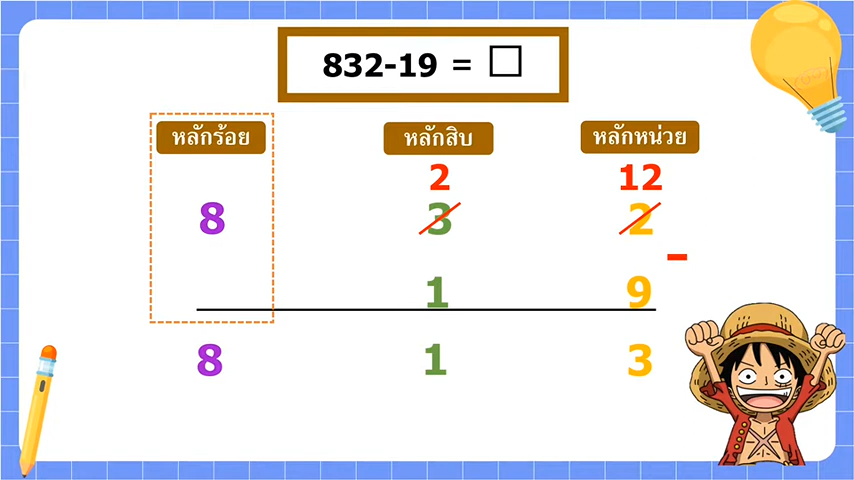 832-19 = □
หลักร้อย หลักสิบ หลักหน่วย
2 12
8 3 2
-
1 9
8 1 3